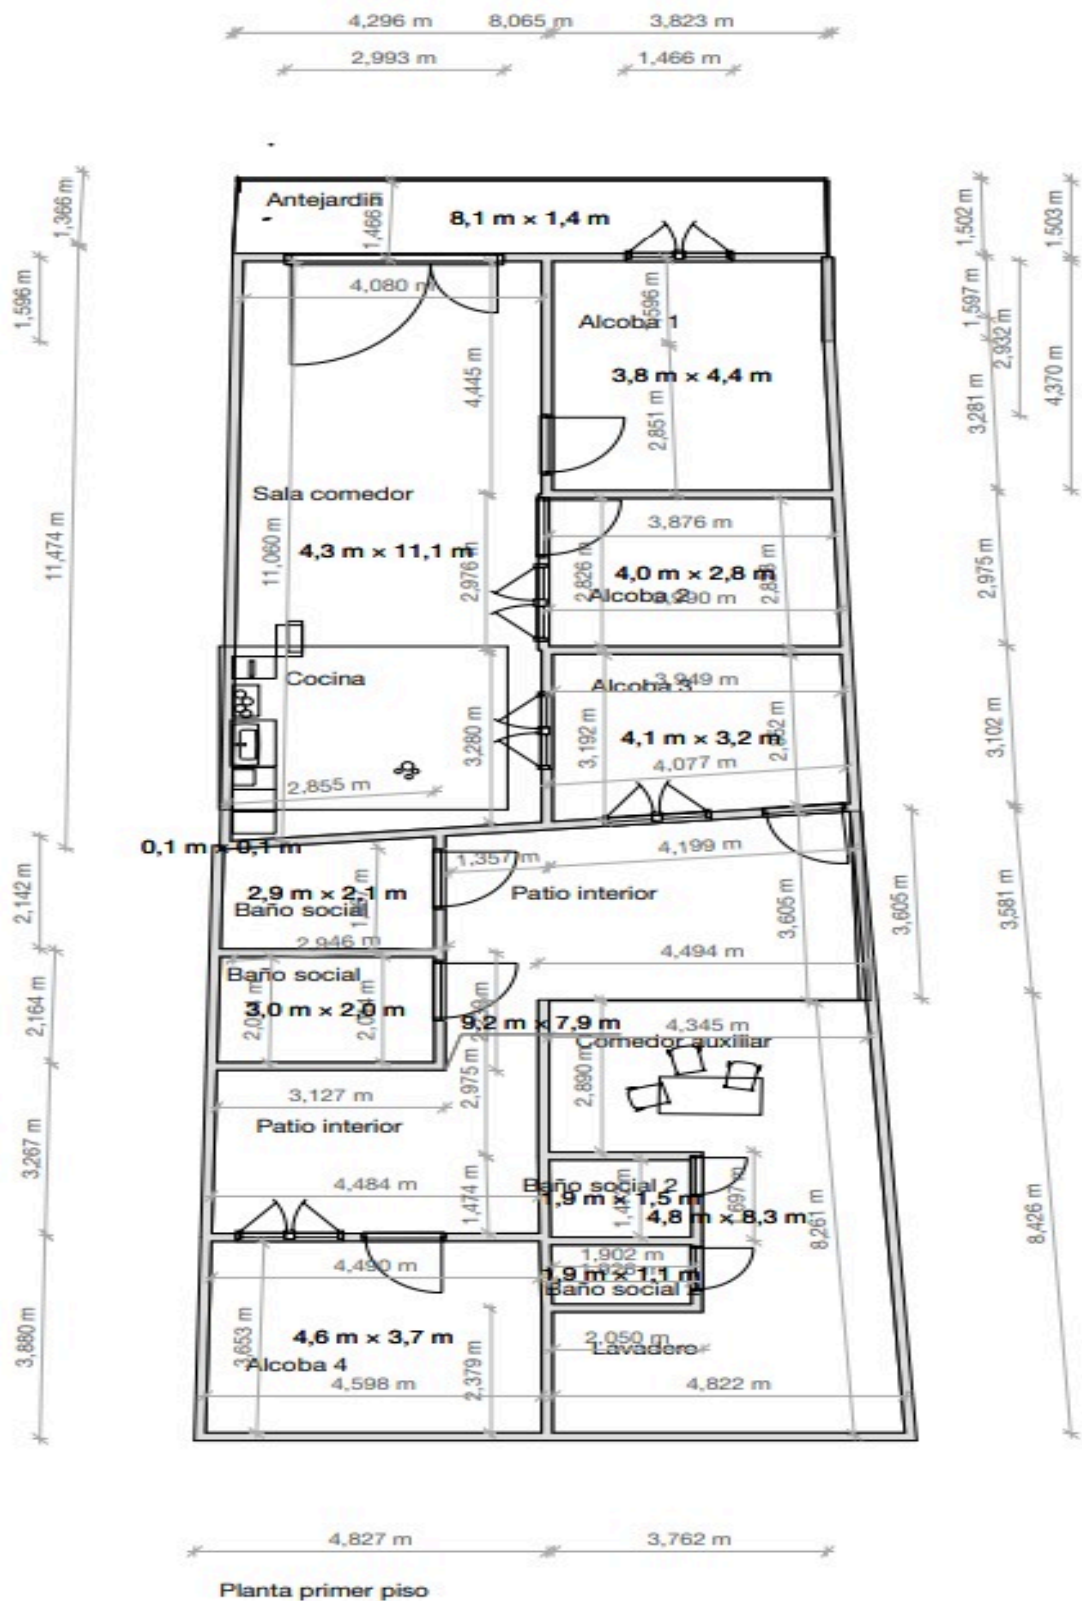 4,296 m 8,065 m 3,823 m
2,993 m 1,466 m
Antejardin
8,1 m × 1,4 m
1,466 m
1,366 m
1,502 m
1,503 m
4,080 m
1,596 m
1,597 m
2,932 m
4,370 m
Alcoba 1
3,8 m × 4,4 m
4,445 m
2,851 m
3,281 m
Sala comedor
4,3 m × 11,1 m
11,474 m
11,060 m
2,976 m
3,876 m
2,826 m
4,0 m × 2,8 m
Alcoba 2
2,975 m
Cocina
Alcoba 3
3,949 m
4,1 m × 3,2 m
3,280 m
3,192 m
4,077 m
3,102 m
2,855 m
0,1 m × 0,1 m
1,357 m
4,199 m
2,9 m × 2,1 m
Baño social
2,142 m
Patio interior
3,605 m
3,605 m
3,581 m
2,946 m
4,494 m
Baño social
3,0 m × 2,0 m
2,164 m
9,2 m × 7,9 m
4,345 m
Comedor auxiliar
2,975 m
2,890 m
3,127 m
Patio interior
3,267 m
4,484 m
1,474 m
Baño social 2
1,9 m × 1,5 m
4,8 m × 8,3 m
8,261 m
8,426 m
1,902 m
4,490 m
1,9 m × 1,1 m
Baño social 2
4,6 m × 3,7 m
Alcoba 4
3,653 m
3,880 m
2,379 m
2,050 m
Lavadero
4,598 m
4,822 m
4,827 m 3,762 m
Planta primer piso